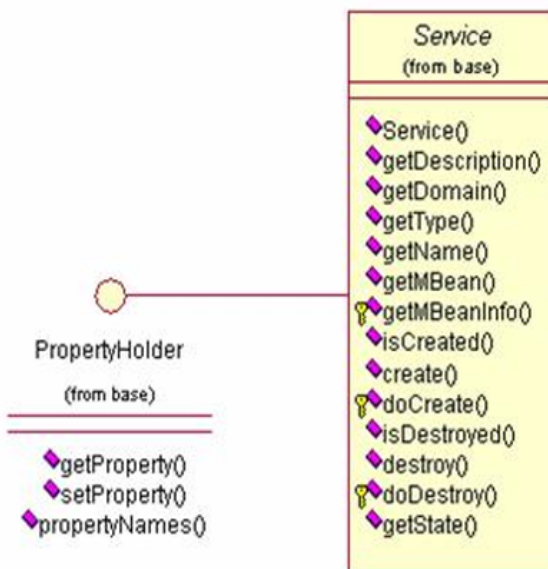 Service
(from base)
Service()
getDescription()
getDomain()
getType()
getName()
getMBean()
getMBeanInfo()
isCreated()
create()
doCreate()
isDestroyed()
destroy()
doDestroy()
getState()
PropertyHolder
(from base)
getProperty()
setProperty()
propertyNames()